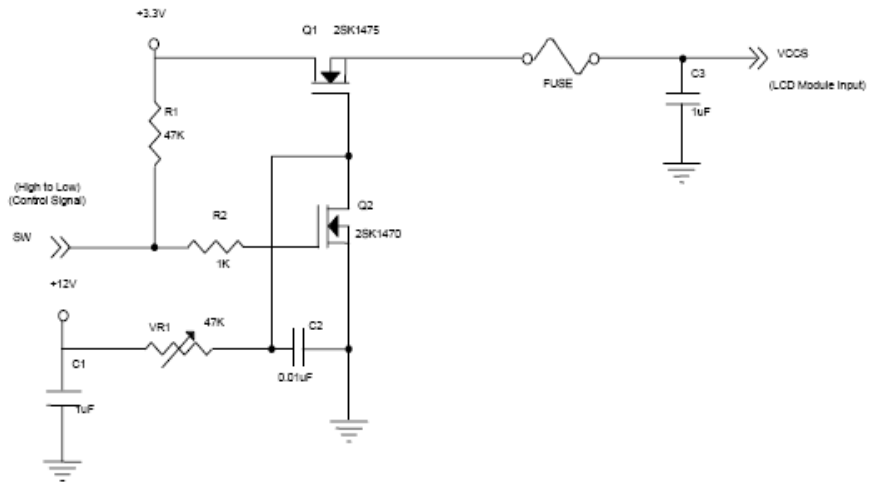 +3.3V
Q1 2SK1475
VCCS
FUSE
C3
(LCD Module Input)
1uF
R1
47K
(High to Low)
(Control Signal)
SW
R2
1K
Q2
2SK1470
+12V
VR1
47K
C2
0.01uF
C1
1uF